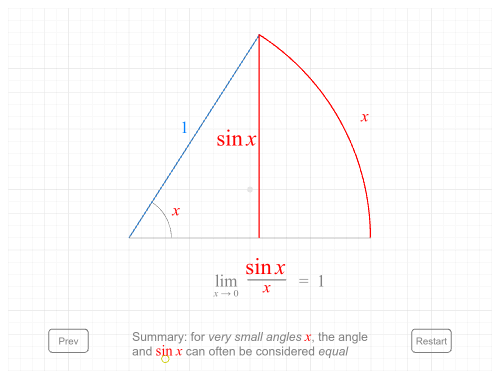 1
sin x
x
x
lim x → 0 sin x / x = 1
Prev
Summary: for very small angles x, the angle
and sin x can often be considered equal
Restart